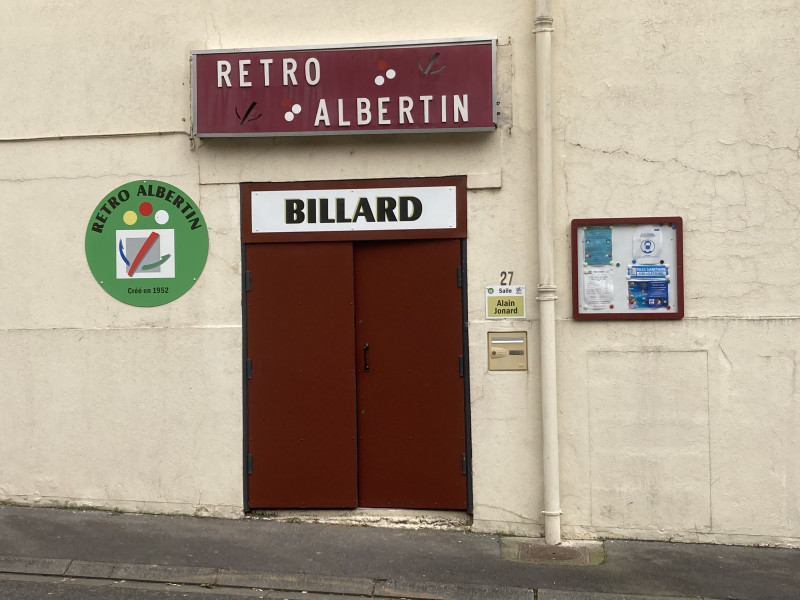 RETRO
ALBERTIN
BILLARD
RETRO ALBERTIN
Créé en 1952
27
Salle
Alain
Jonard